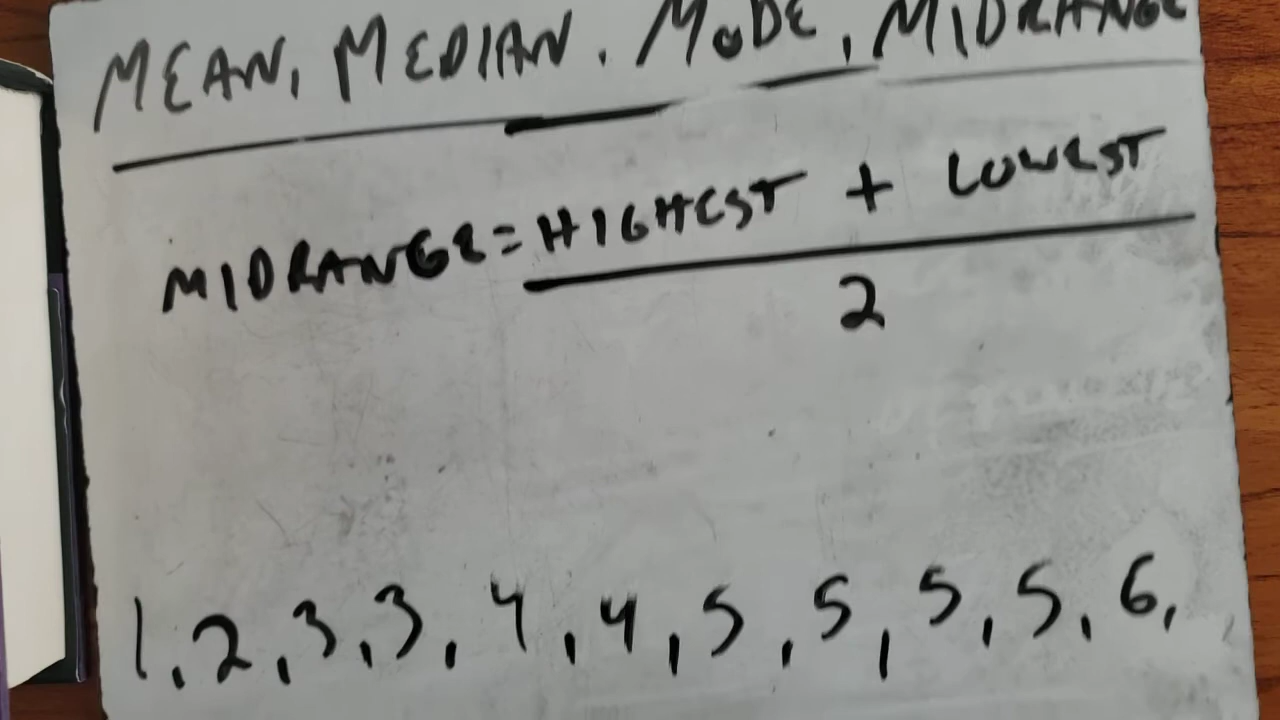 MEAN, MEDIAN, MODE, MIDRANGE
MIDRANGE = HIGHEST + LOWEST
2
1, 2, 3, 3, 4, 4, 5, 5, 5, 5, 6,